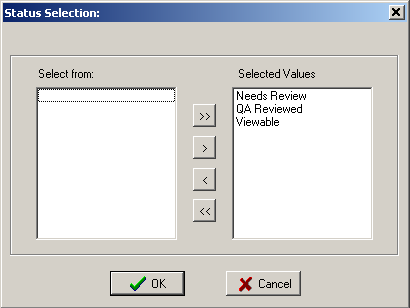 Status Selection:
Select from:
Selected Values
Needs Review
QA Reviewed
Viewable
>>
>
<
<<
OK
Cancel